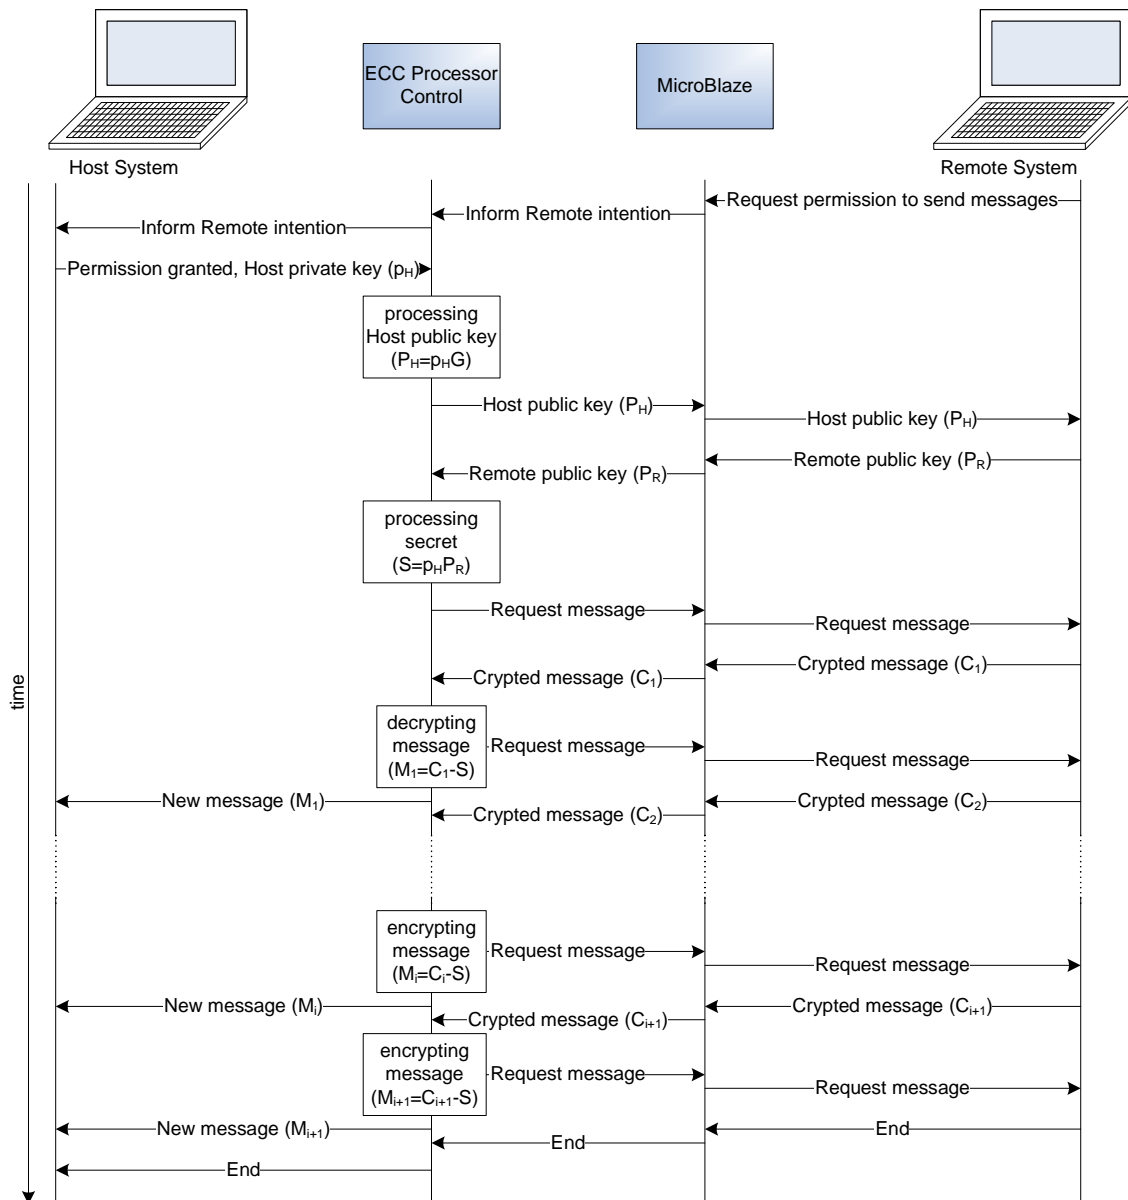 ECC Processor
Control
MicroBlaze
Host System
Remote System
Request permission to send messages
Inform Remote intention
Inform Remote intention
Permission granted, Host private key (pH)
processing
Host public key
(PH=pHG)
Host public key (PH)
Host public key (PH)
Remote public key (PR)
Remote public key (PR)
processing
secret
(S=pHPR)
Request message
Request message
Crypted message (C1)
Crypted message (C1)
time
decrypting
message
(M1=C1-S)
Request message
Request message
New message (M1)
Crypted message (C2)
Crypted message (C2)
encrypting
message
(Mi=Ci-S)
Request message
Request message
New message (Mi)
Crypted message (Ci+1)
Crypted message (Ci+1)
encrypting
message
(Mi+1=Ci+1-S)
Request message
Request message
New message (Mi+1)
End
End
End